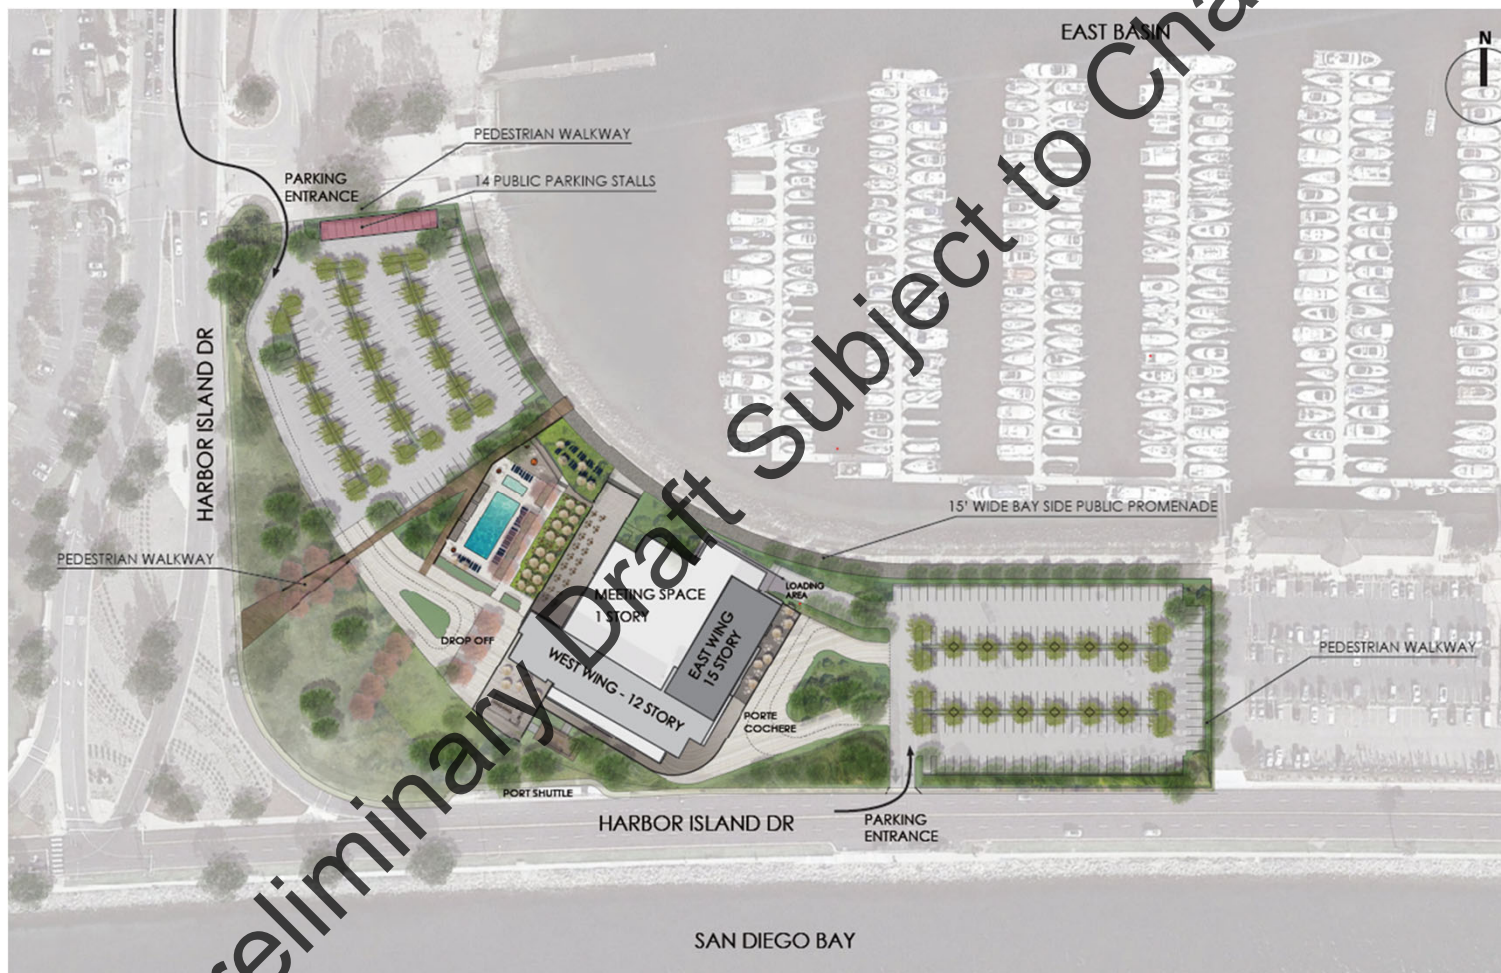 EAST BASIN
N
PEDESTRIAN WALKWAY
PARKING
ENTRANCE
14 PUBLIC PARKING STALLS
HARBOR ISLAND DR
15' WIDE BAY SIDE PUBLIC PROMENADE
PEDESTRIAN WALKWAY
LOADING
AREA
MEETING SPACE
1 STORY
EAST WING
15 STORY
DROP OFF
WEST WING - 12 STORY
PEDESTRIAN WALKWAY
PORTE
COCHERE
PORT SHUTTLE
HARBOR ISLAND DR
PARKING
ENTRANCE
SAN DIEGO BAY
reliminary Draft Subject to Cha